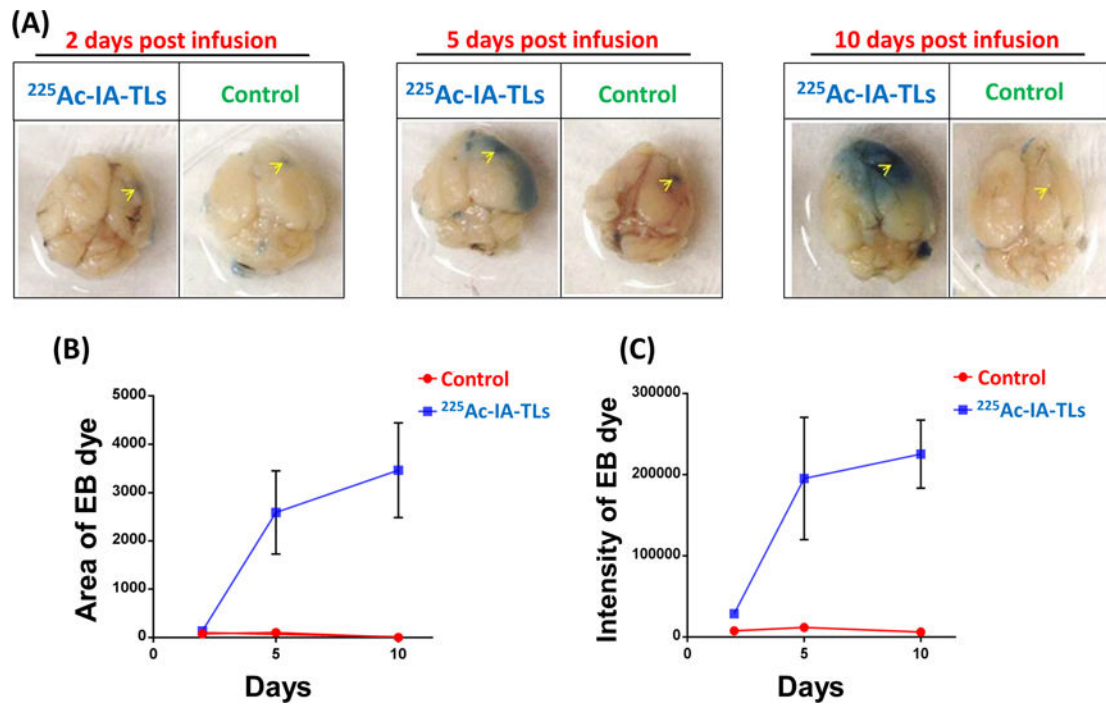 (A)
2 days post infusion
5 days post infusion
10 days post infusion
²²⁵Ac-IA-TLs
Control
²²⁵Ac-IA-TLs
Control
²²⁵Ac-IA-TLs
Control
(B)
Control
²²⁵Ac-IA-TLs
Area of EB dye
5000
4000
3000
2000
1000
0
0
5
10
Days
(C)
Control
²²⁵Ac-IA-TLs
Intensity of EB dye
300000
200000
100000
0
0
5
10
Days